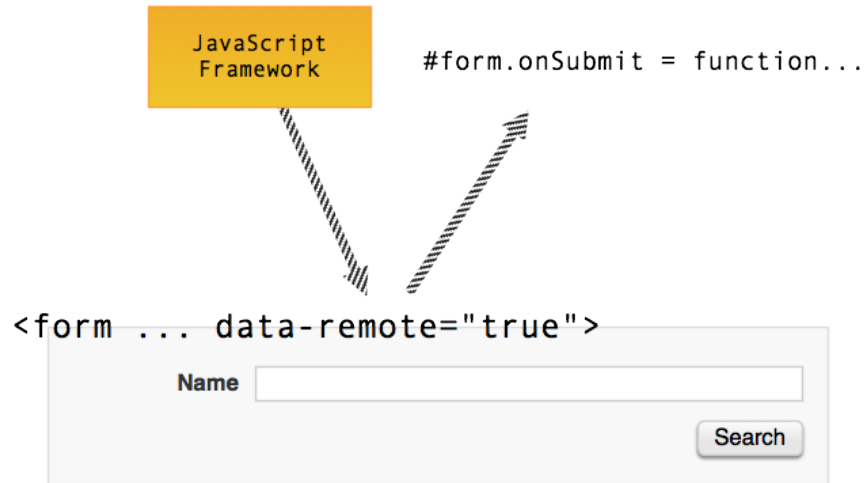 JavaScript
Framework
#form.onSubmit = function...
<form ... data-remote="true">
Name
Search